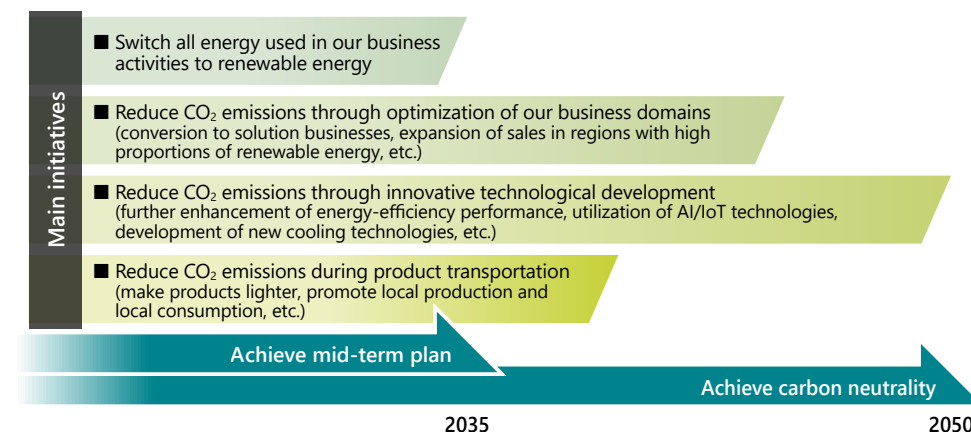 Main initiatives
■ Switch all energy used in our business
activities to renewable energy
■ Reduce CO₂ emissions through optimization of our business domains
(conversion to solution businesses, expansion of sales in regions with high
proportions of renewable energy, etc.)
■ Reduce CO₂ emissions through innovative technological development
(further enhancement of energy-efficiency performance, utilization of AI/IoT technologies,
development of new cooling technologies, etc.)
■ Reduce CO₂ emissions during product transportation
(make products lighter, promote local production and
local consumption, etc.)
Achieve mid-term plan
Achieve carbon neutrality
2035
2050